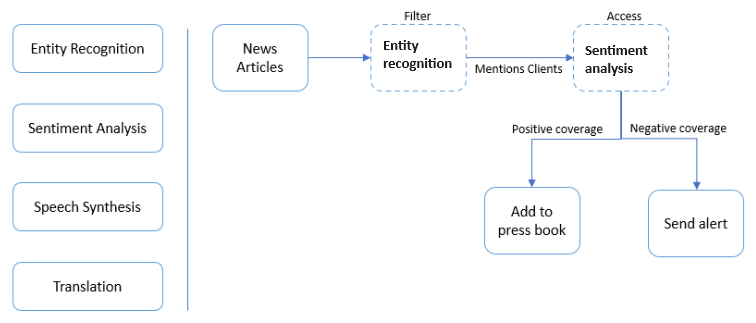 Entity Recognition
Sentiment Analysis
Speech Synthesis
Translation
News
Articles
Filter
Entity
recognition
Mentions Clients
Access
Sentiment
analysis
Positive coverage
Negative coverage
Add to
press book
Send alert